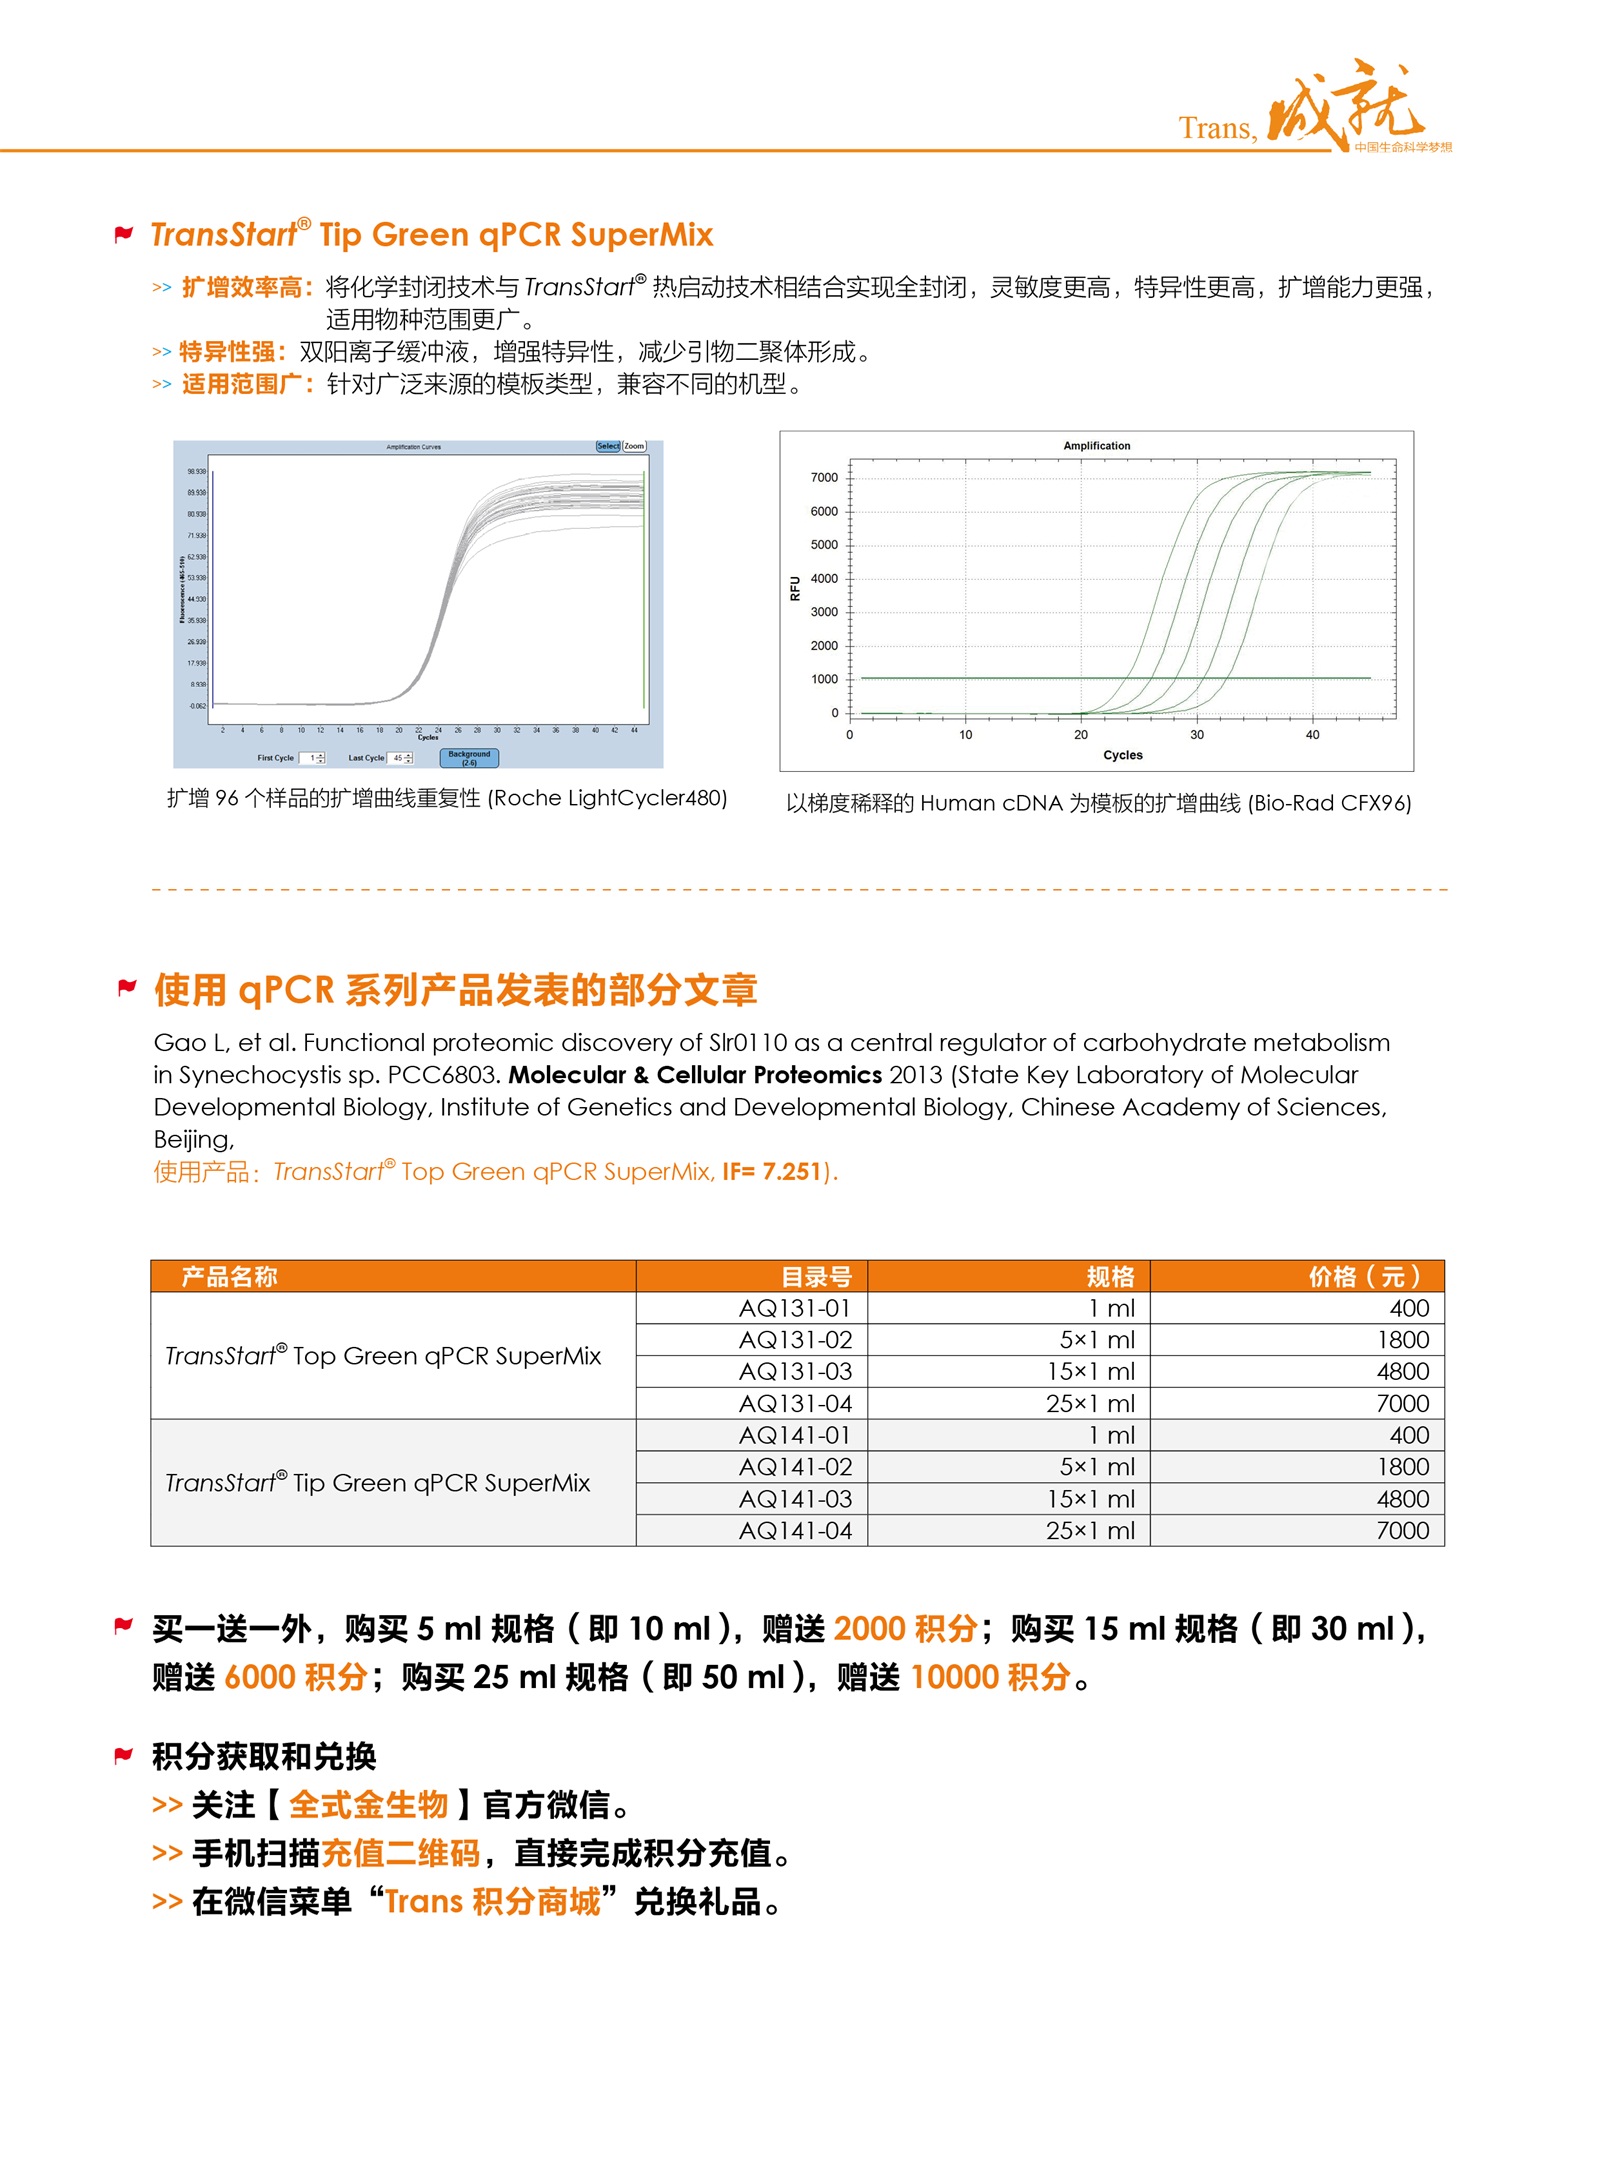 Trans, 成就
中国生命科学梦想
TransStart® Tip Green qPCR SuperMix
>> 扩增效率高：将化学封闭技术与 TransStart® 热启动技术相结合实现全封闭，灵敏度更高，特异性更高，扩增能力更强，
适用物种范围更广。
>> 特异性强：双阳离子缓冲液，增强特异性，减少引物二聚体形成。
>> 适用范围广：针对广泛来源的模板类型，兼容不同的机型。
Amplification Curves
Select Zoom
98.938
89.938
80.938
71.938
62.938
53.938
44.938
35.938
26.938
17.938
8.938
-0.062
Fluorescence (465-510)
2 4 6 8 10 12 14 16 18 20 22 24 26 28 30 32 34 36 38 40 42 44
Cycles
First Cycle 1 Last Cycle 45 Background
(2-6)
扩增 96 个样品的扩增曲线重复性 (Roche LightCycler480)
Amplification
7000
6000
5000
4000
3000
2000
1000
0
RFU
0 10 20 30 40
Cycles
以梯度稀释的 Human cDNA 为模板的扩增曲线 (Bio-Rad CFX96)
使用 qPCR 系列产品发表的部分文章
Gao L, et al. Functional proteomic discovery of Slr0110 as a central regulator of carbohydrate metabolism
in Synechocystis sp. PCC6803. Molecular & Cellular Proteomics 2013 (State Key Laboratory of Molecular
Developmental Biology, Institute of Genetics and Developmental Biology, Chinese Academy of Sciences,
Beijing,
使用产品：TransStart® Top Green qPCR SuperMix, IF= 7.251).
产品名称 目录号 规格 价格（元）
TransStart® Top Green qPCR SuperMix
AQ131-01 1 ml 400
AQ131-02 5×1 ml 1800
AQ131-03 15×1 ml 4800
AQ131-04 25×1 ml 7000
TransStart® Tip Green qPCR SuperMix
AQ141-01 1 ml 400
AQ141-02 5×1 ml 1800
AQ141-03 15×1 ml 4800
AQ141-04 25×1 ml 7000
买一送一外，购买 5 ml 规格（即 10 ml），赠送 2000 积分；购买 15 ml 规格（即 30 ml），
赠送 6000 积分；购买 25 ml 规格（即 50 ml），赠送 10000 积分。
积分获取和兑换
>> 关注【全式金生物】官方微信。
>> 手机扫描充值二维码，直接完成积分充值。
>> 在微信菜单“Trans 积分商城”兑换礼品。